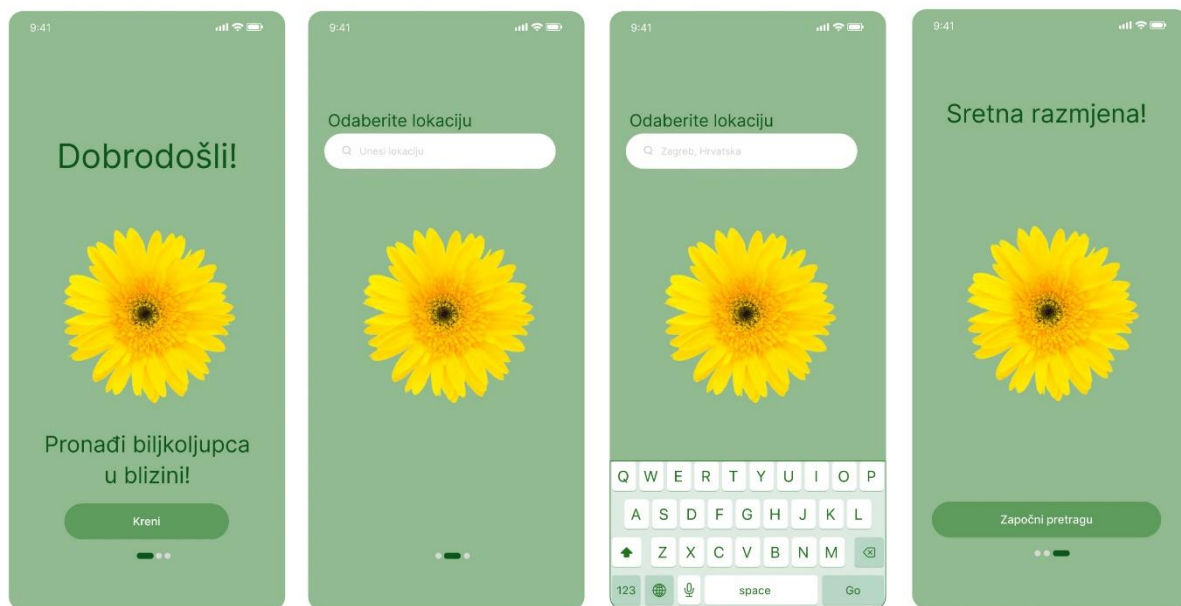 9:41
Dobrodošli!
Pronađi biljkoljupca
u blizini!
Kreni
9:41
Odaberite lokaciju
Unesi lokaciju
9:41
Odaberite lokaciju
Zagreb, Hrvatska
Q W E R T Y U I O P
A S D F G H J K L
Z X C V B N M
123 space Go
9:41
Sretna razmjena!
Započni pretragu